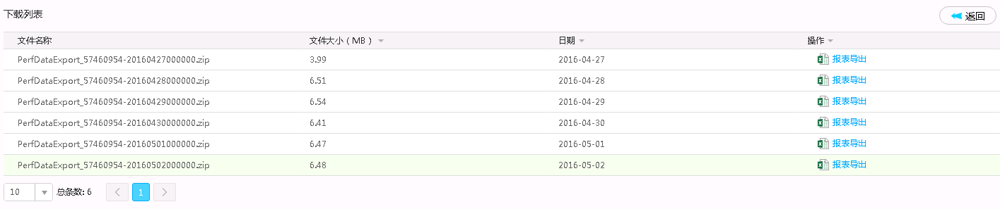 下载列表 返回
文件名称 文件大小（MB） 日期 操作
PerfDataExport_57460954-20160427000000.zip 3.99 2016-04-27 报表导出
PerfDataExport_57460954-20160428000000.zip 6.51 2016-04-28 报表导出
PerfDataExport_57460954-20160429000000.zip 6.54 2016-04-29 报表导出
PerfDataExport_57460954-20160430000000.zip 6.41 2016-04-30 报表导出
PerfDataExport_57460954-20160501000000.zip 6.47 2016-05-01 报表导出
PerfDataExport_57460954-20160502000000.zip 6.48 2016-05-02 报表导出
10 总条数: 6 1